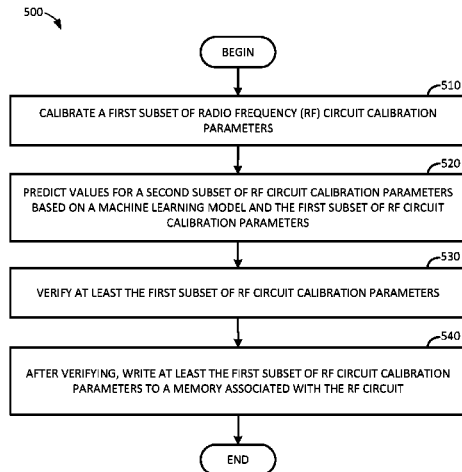 500
BEGIN
510
CALIBRATE A FIRST SUBSET OF RADIO FREQUENCY (RF) CIRCUIT CALIBRATION
PARAMETERS
520
PREDICT VALUES FOR A SECOND SUBSET OF RF CIRCUIT CALIBRATION PARAMETERS
BASED ON A MACHINE LEARNING MODEL AND THE FIRST SUBSET OF RF CIRCUIT
CALIBRATION PARAMETERS
530
VERIFY AT LEAST THE FIRST SUBSET OF RF CIRCUIT CALIBRATION PARAMETERS
540
AFTER VERIFYING, WRITE AT LEAST THE FIRST SUBSET OF RF CIRCUIT CALIBRATION
PARAMETERS TO A MEMORY ASSOCIATED WITH THE RF CIRCUIT
END